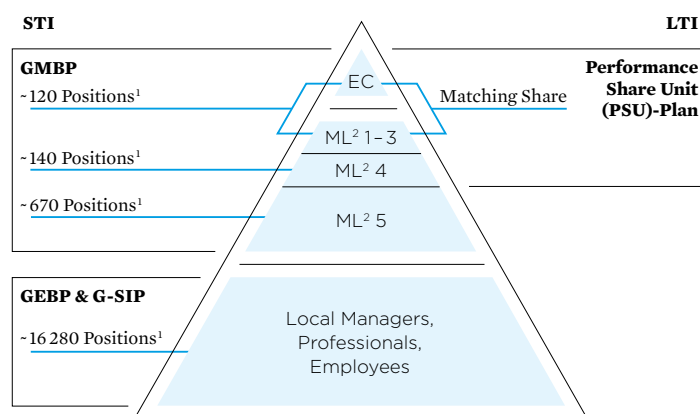 STI
LTI
GMBP
~120 Positions¹
~140 Positions¹
~670 Positions¹
EC
ML² 1–3
ML² 4
ML² 5
Matching Share
Performance
Share Unit
(PSU)-Plan
GEBP & G-SIP
~16 280 Positions¹
Local Managers,
Professionals,
Employees